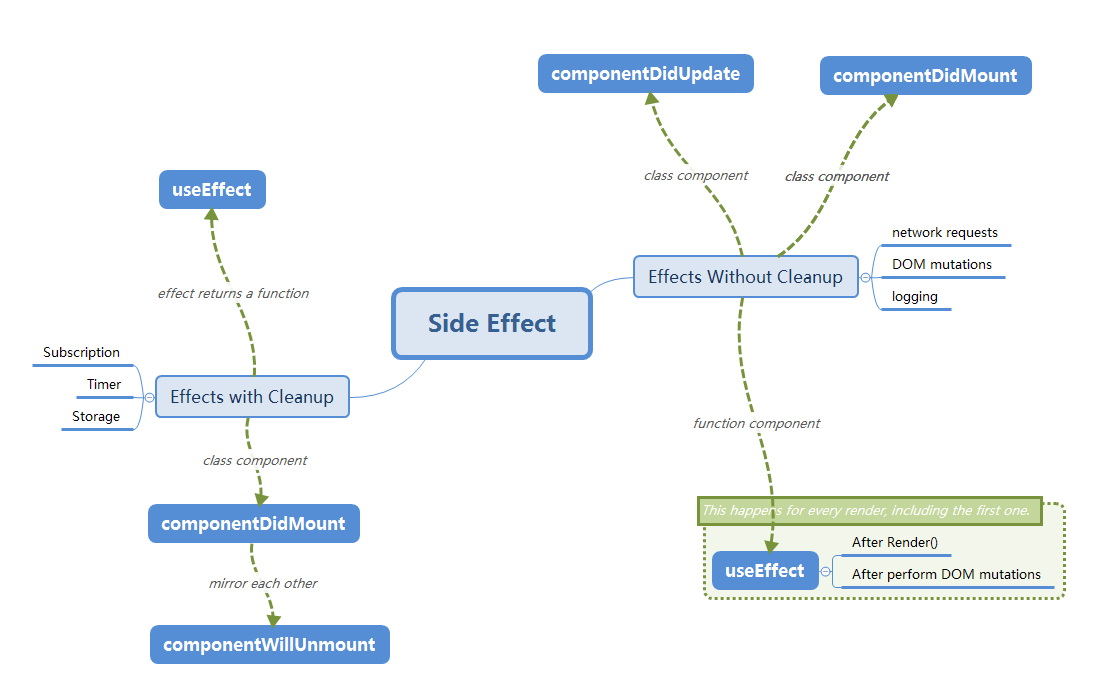 componentDidUpdate
componentDidMount
class component
class component
useEffect
network requests
Effects Without Cleanup
DOM mutations
logging
effect returns a function
Side Effect
Subscription
Timer
Effects with Cleanup
Storage
function component
class component
This happens for every render, including the first one.
componentDidMount
After Render()
useEffect
After perform DOM mutations
mirror each other
componentWillUnmount